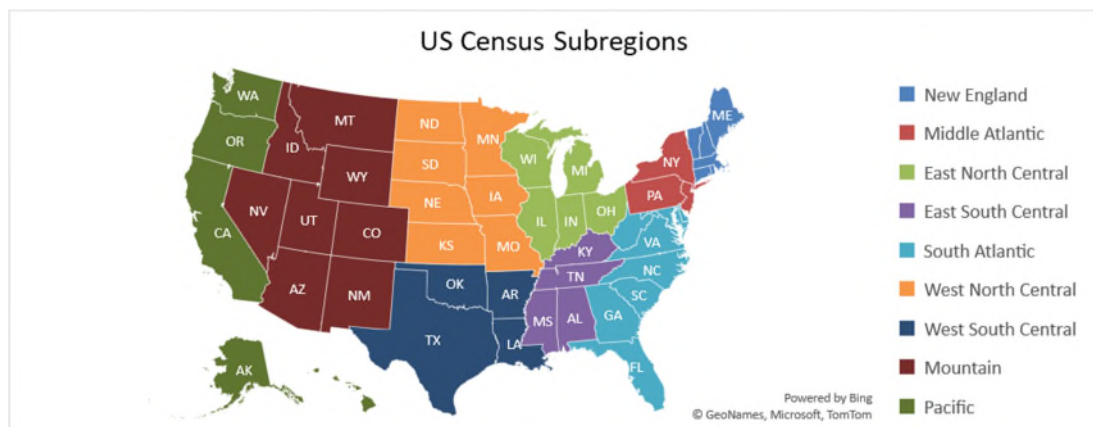 US Census Subregions
WA
OR
CA
AK
MT
ID
WY
NV
UT
CO
AZ
NM
ND
SD
NE
KS
MN
IA
MO
OK
TX
AR
LA
WI
MI
IL
IN
OH
KY
TN
MS
AL
NY
PA
ME
VA
NC
SC
GA
FL
New England
Middle Atlantic
East North Central
East South Central
South Atlantic
West North Central
West South Central
Mountain
Pacific
Powered by Bing
© GeoNames, Microsoft, TomTom